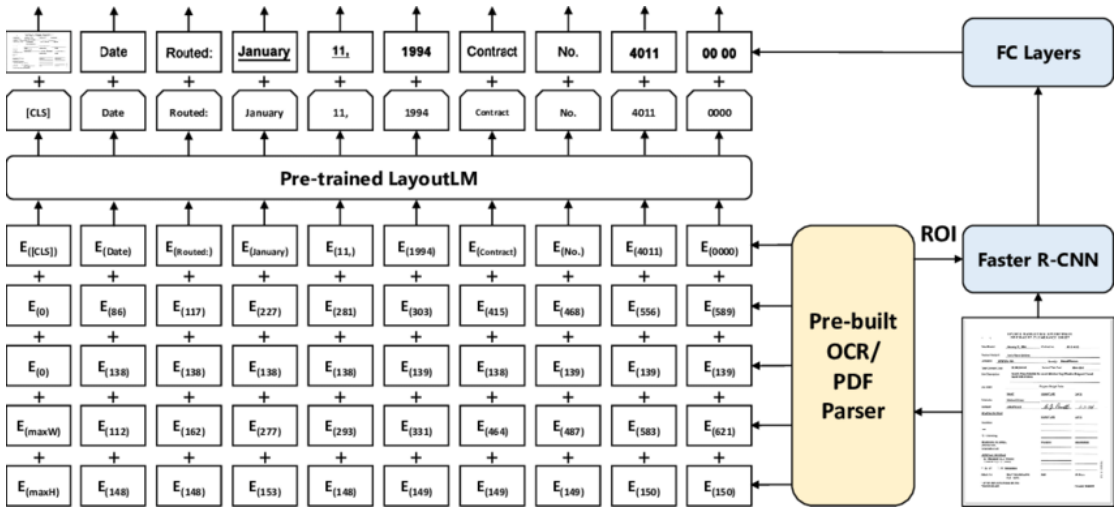 Date Routed: January 11, 1994 Contract No. 4011 00 00
FC Layers
+ + + + + + + + + +
[CLS] Date Routed: January 11, 1994 Contract No. 4011 0000
Pre-trained LayoutLM
E([CLS]) E(Date) E(Routed:) E(January) E(11,) E(1994) E(Contract) E(No.) E(4011) E(0000)
+ + + + + + + + + +
E(0) E(86) E(117) E(227) E(281) E(303) E(415) E(468) E(556) E(589)
+ + + + + + + + + +
E(0) E(138) E(138) E(138) E(138) E(139) E(138) E(139) E(139) E(139)
+ + + + + + + + + +
E(maxW) E(112) E(162) E(277) E(293) E(331) E(464) E(487) E(583) E(621)
+ + + + + + + + + +
E(maxH) E(148) E(148) E(153) E(148) E(149) E(149) E(149) E(150) E(150)
Pre-built
OCR/
PDF
Parser
ROI
Faster R-CNN